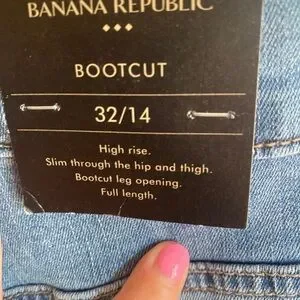 BANANA REPUBLIC
BOOTCUT
32/14
High rise.
Slim through the hip and thigh.
Bootcut leg opening.
Full length.